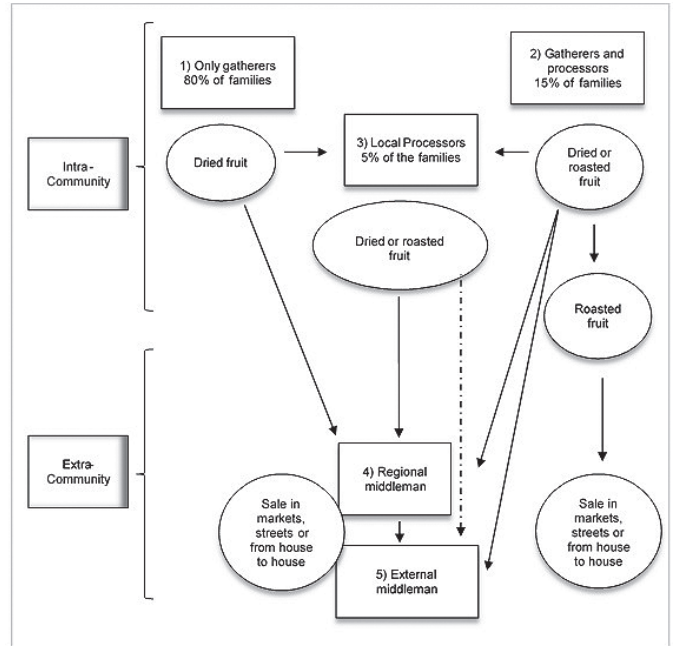 1) Only gatherers
80% of families
2) Gatherers and
processors
15% of families
3) Local Processors
5% of the families
Intra-
Community
Dried fruit
Dried or
roasted
fruit
Dried or roasted
fruit
Roasted
fruit
Extra-
Community
4) Regional
middleman
Sale in
markets,
streets or
from house
to house
Sale in
markets,
streets or
from house
to house
5) External
middleman